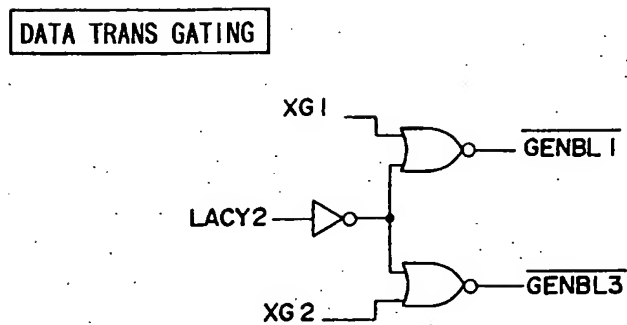 DATA TRANS GATING
XG1
GENBL1
LACY2
GENBL3
XG2